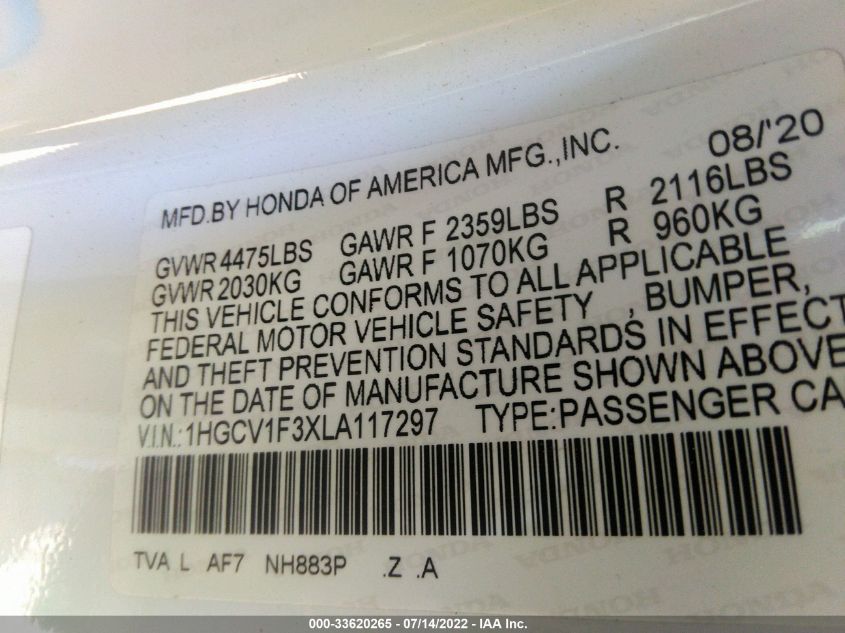 MFD.BY HONDA OF AMERICA MFG.,INC. 08/'20
GVWR 4475LBS GAWR F 2359LBS R 2116LBS
GVWR 2030KG GAWR F 1070KG R 960KG
THIS VEHICLE CONFORMS TO ALL APPLICABLE
FEDERAL MOTOR VEHICLE SAFETY , BUMPER,
AND THEFT PREVENTION STANDARDS IN EFFECT
ON THE DATE OF MANUFACTURE SHOWN ABOVE
V.I.N.:1HGCV1F3XLA117297 TYPE:PASSENGER CA
TVA L AF7 NH883P .Z .A
000-33620265 - 07/14/2022 - IAA Inc.